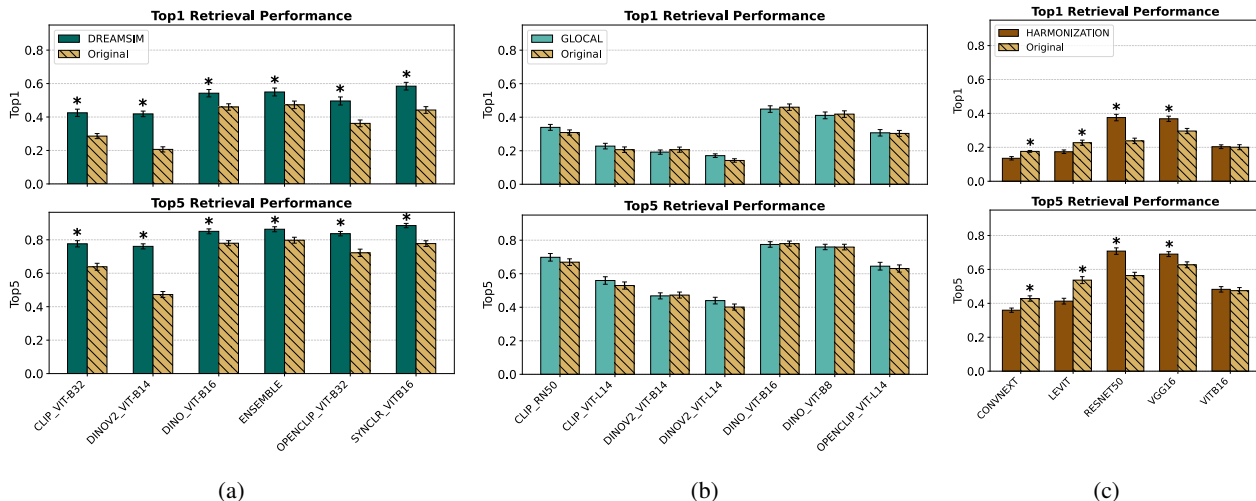 Top1 Retrieval Performance
DREAMSIM
Original
Top1
0.8
0.6
0.4
0.2
0.0
* * * * * *
Top5 Retrieval Performance
Top5
0.8
0.6
0.4
0.2
0.0
* * * * * *
CLIP_VIT-B32
DINOV2_VIT-B14
DINO_VIT-B16
ENSEMBLE
OPENCLIP_VIT-B32
SYNCLR_VITB16
(a)
Top1 Retrieval Performance
GLOCAL
Original
0.8
0.6
0.4
0.2
0.0
Top5 Retrieval Performance
0.8
0.6
0.4
0.2
0.0
CLIP_RN50
CLIP_VIT-L14
DINOV2_VIT-B14
DINOV2_VIT-L14
DINO_VIT-B16
DINO_VIT-B8
OPENCLIP_VIT-L14
(b)
Top1 Retrieval Performance
HARMONIZATION
Original
Top1
0.8
0.6
0.4
0.2
0.0
* * * *
Top5 Retrieval Performance
Top5
0.8
0.6
0.4
0.2
0.0
* * * *
CONVNEXT
LEVIT
RESNET50
VGG16
VITB16
(c)